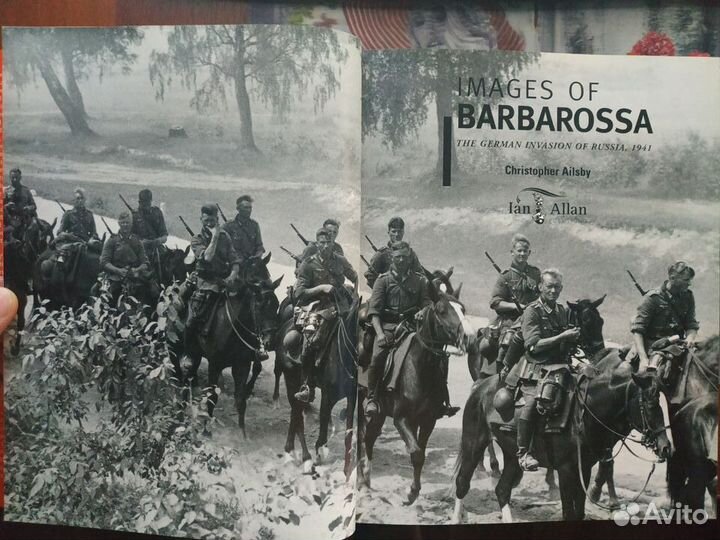 IMAGES OF
BARBAROSSA
THE GERMAN INVASION OF RUSSIA, 1941
Christopher Ailsby
Ian Allan
Avito